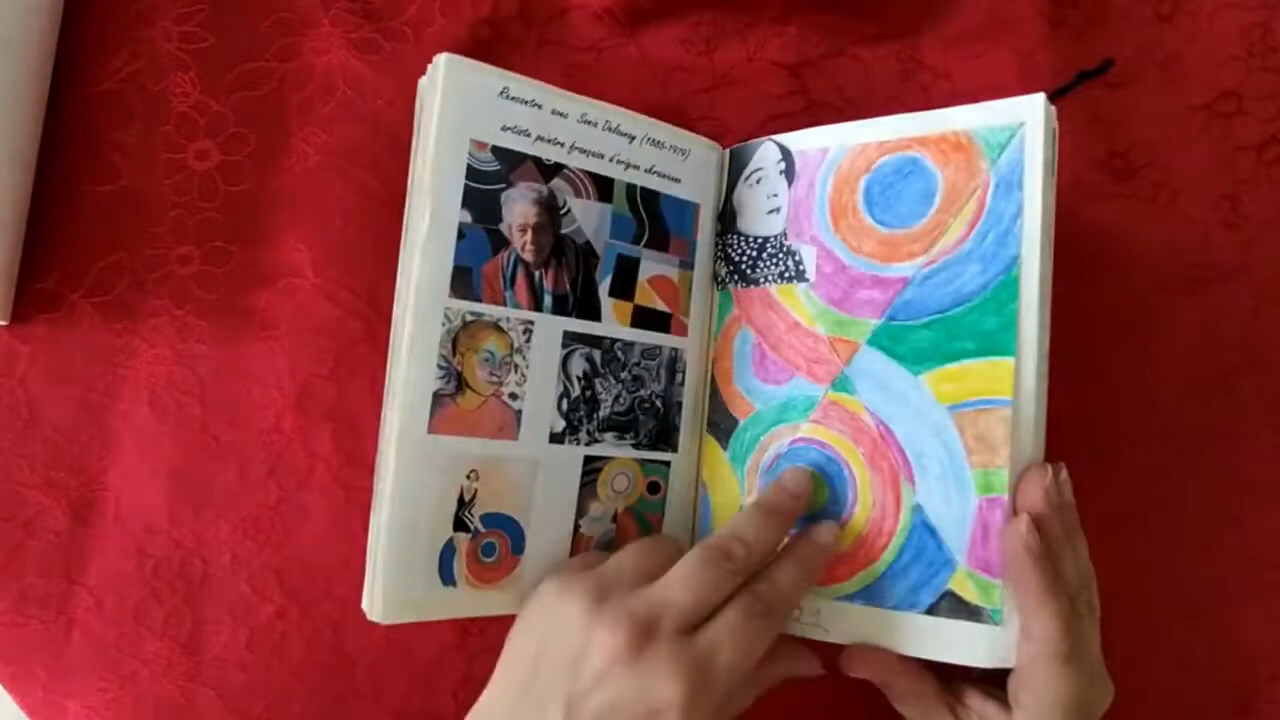 Rencontre avec Sonia Delaunay (1885-1979)
artiste peintre française d'origine ukrainienne